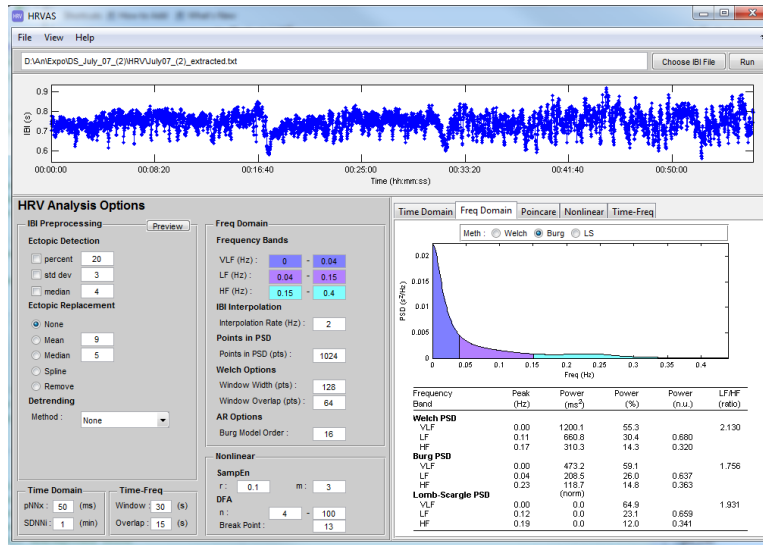 HRV HRVAS
File View Help
D:\An\Expo\DS_July_07_(2)\HRV\July07_(2)_extracted.txt
Choose IBI File
Run
IBI (s)
0.9
0.8
0.7
0.6
00:00:00 00:08:20 00:16:40 00:25:00 00:33:20 00:41:40 00:50:00
Time (hh:mm:ss)
HRV Analysis Options
IBI Preprocessing
Preview
Ectopic Detection
percent 20
std dev 3
median 4
Ectopic Replacement
None
Mean 9
Median 5
Spline
Remove
Detrending
Method : None
Time Domain
pNNx : 50 (ms)
SDNNi : 1 (min)
Time-Freq
Window : 30 (s)
Overlap : 15 (s)
Freq Domain
Frequency Bands
VLF (Hz) : 0 - 0.04
LF (Hz) : 0.04 - 0.15
HF (Hz) : 0.15 - 0.4
IBI Interpolation
Interpolation Rate (Hz) : 2
Points in PSD
Points in PSD (pts) : 1024
Welch Options
Window Width (pts) : 128
Window Overlap (pts) : 64
AR Options
Burg Model Order : 16
Nonlinear
SampEn
r : 0.1 m : 3
DFA
n : 4 - 100
Break Point : 13
Time Domain Freq Domain Poincare Nonlinear Time-Freq
Meth : Welch Burg LS
PSD (s²/Hz)
0.02
0.015
0.01
0.005
0
0 0.05 0.1 0.15 0.2 0.25 0.3 0.35 0.4
Freq (Hz)
Frequency Peak Power Power Power LF/HF
Band (Hz) (ms²) (%) (n.u.) (ratio)
Welch PSD
VLF 0.00 1200.1 55.3 2.130
LF 0.11 660.8 30.4 0.680
HF 0.17 310.3 14.3 0.320
Burg PSD
VLF 0.00 473.2 59.1 1.756
LF 0.04 208.5 26.0 0.637
HF 0.23 118.7 14.8 0.363
Lomb-Scargle PSD (norm)
VLF 0.00 0.0 64.9 1.931
LF 0.12 0.0 23.1 0.659
HF 0.19 0.0 12.0 0.341